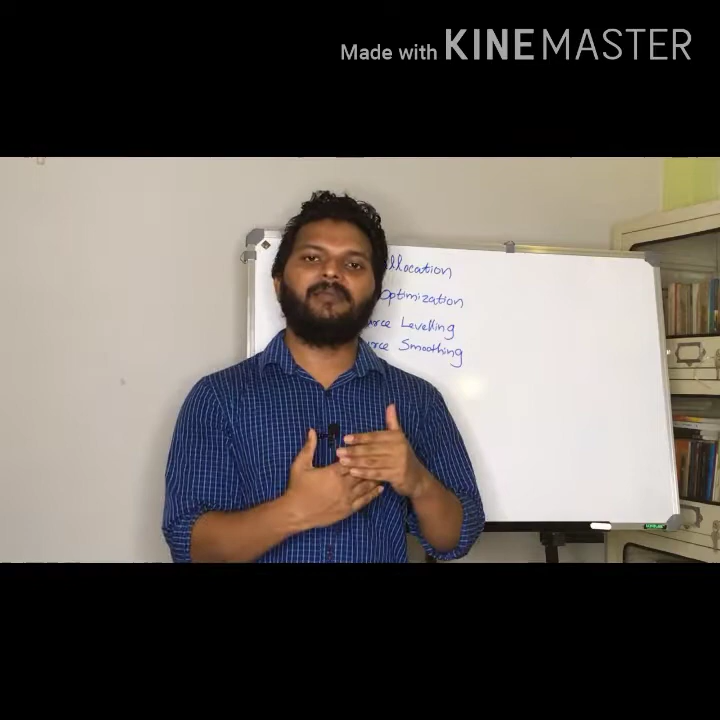 Made with KINEMASTER
llocation
Optimization
urce Levelling
urce Smoothing